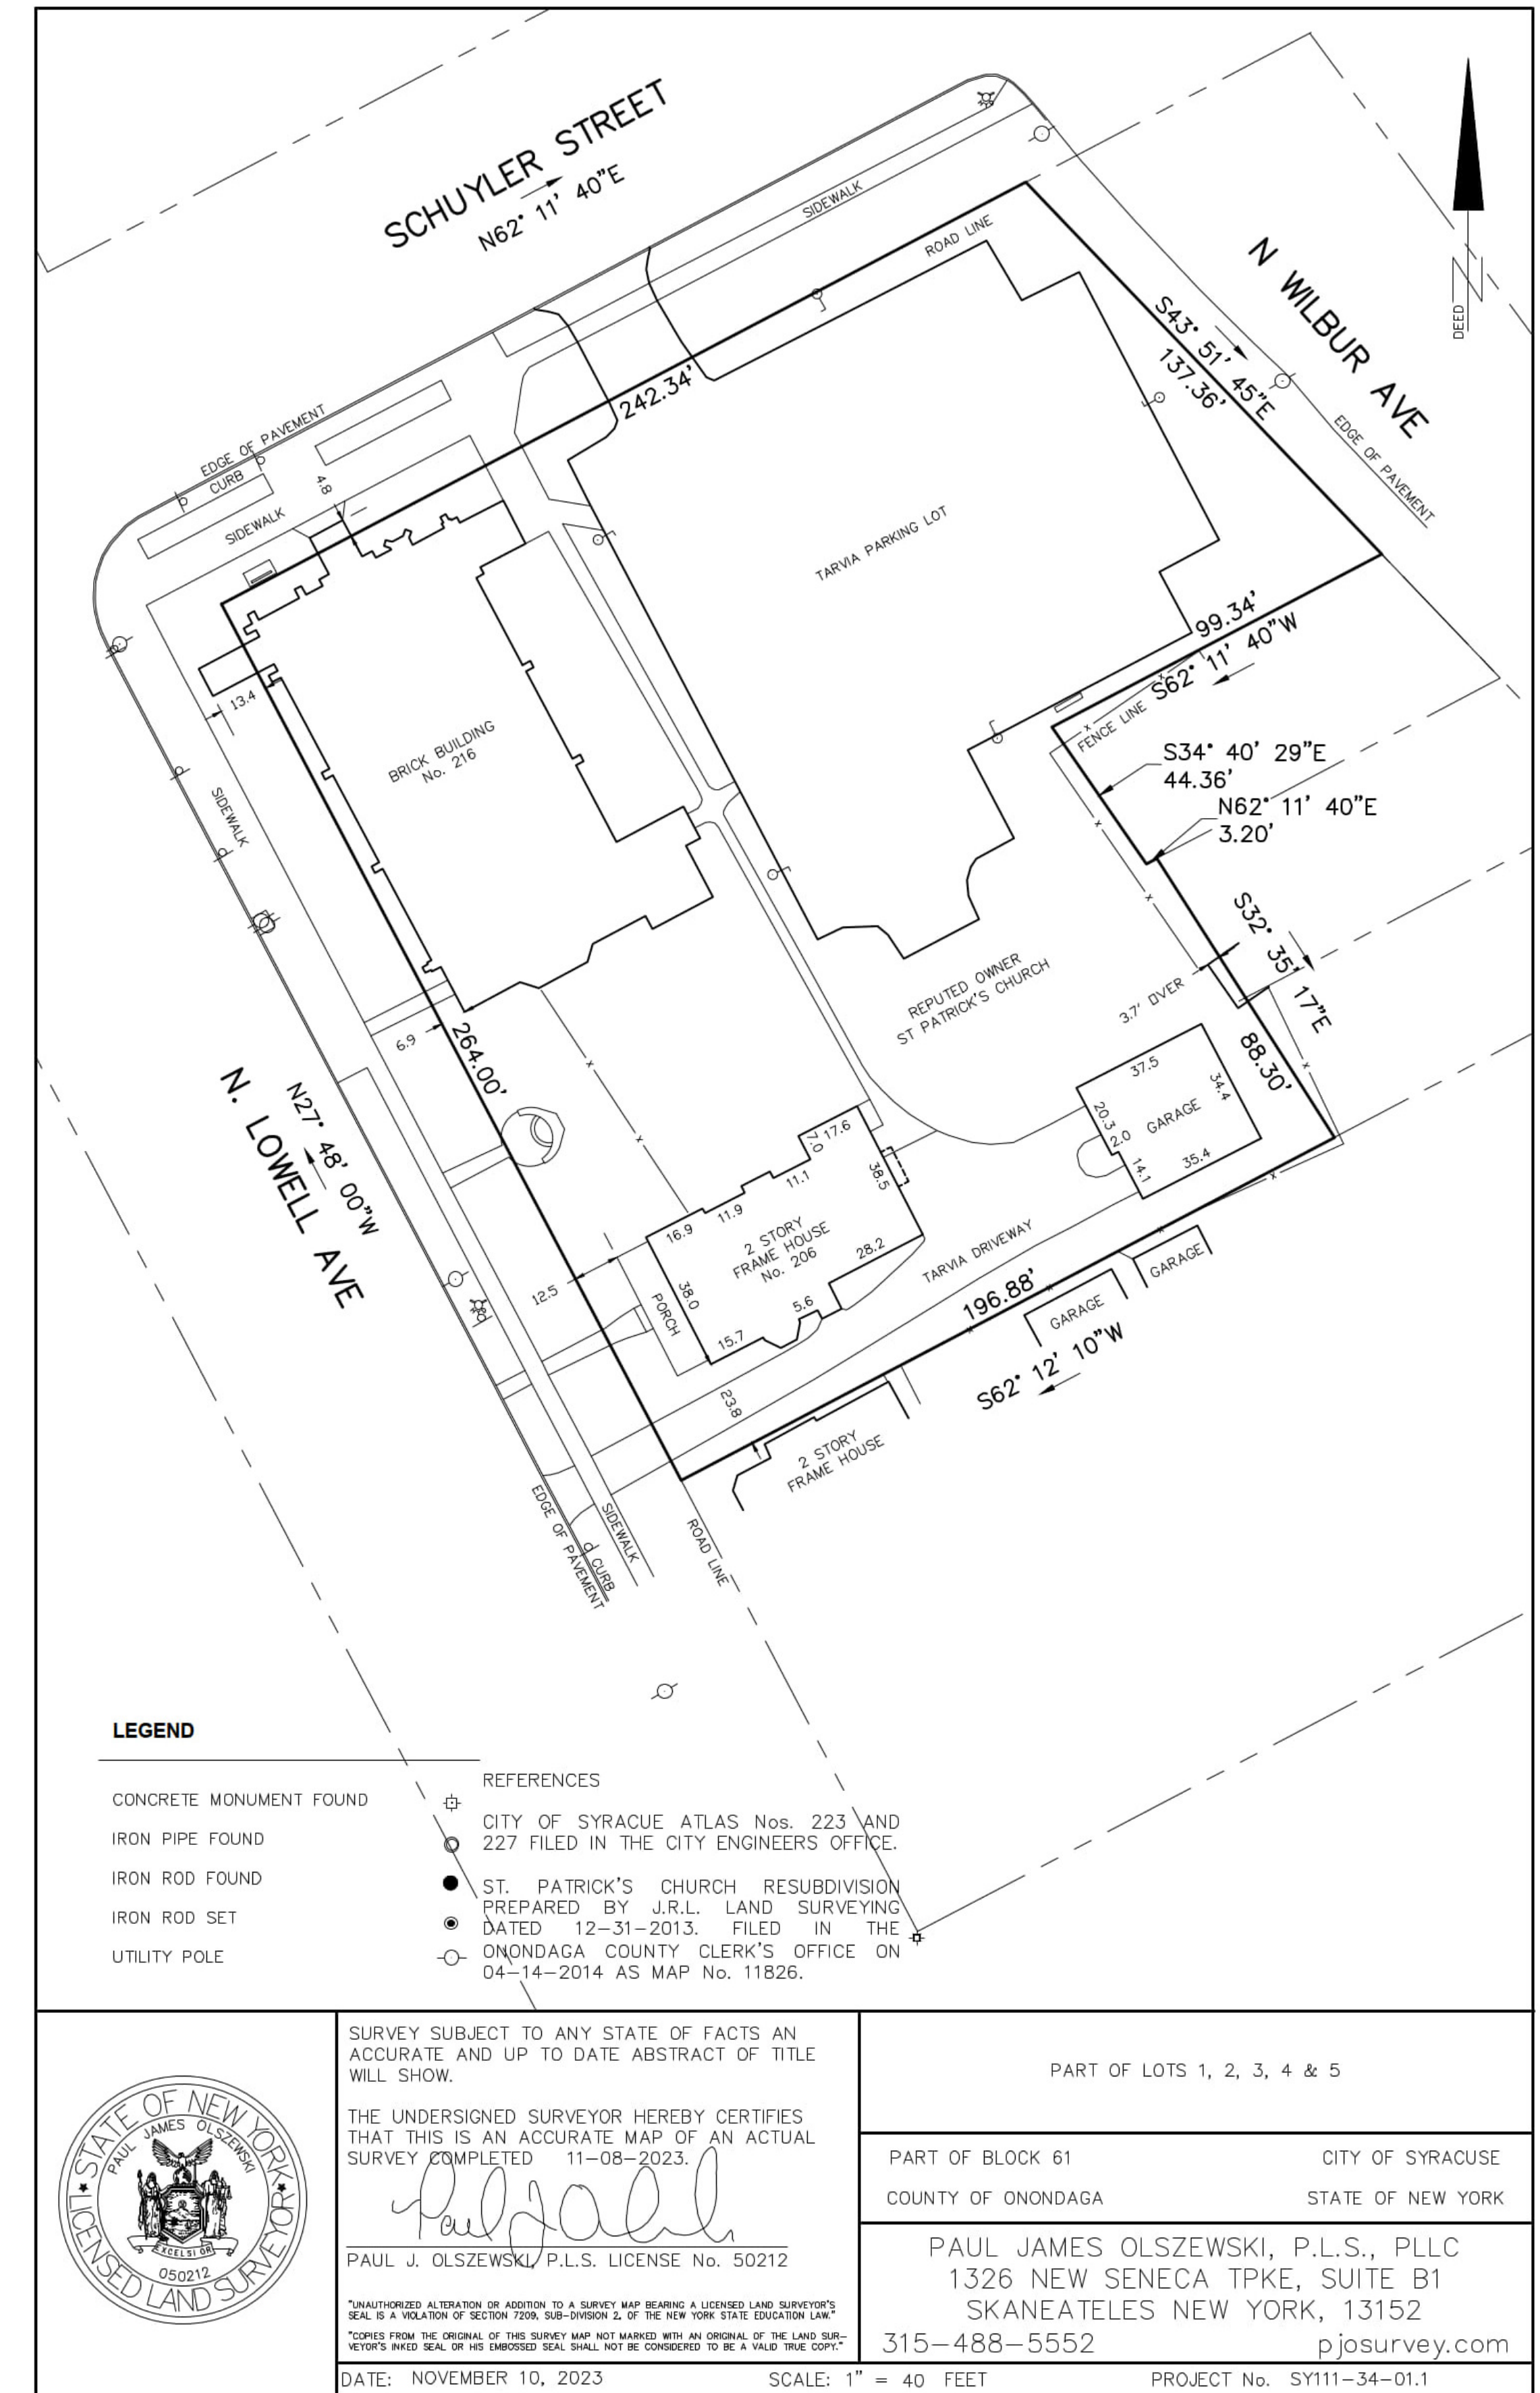 SCHUYLER STREET
N62° 11' 40"E
SIDEWALK
ROAD LINE
N WILBUR AVE
DEED
N
S43° 51' 45"E
137.36'
EDGE OF PAVEMENT
242.34'
EDGE OF PAVEMENT
CURB
SIDEWALK
4.8
TARVIA PARKING LOT
99.34'
S62° 11' 40"W
FENCE LINE
13.4
BRICK BUILDING
No. 216
SIDEWALK
S34° 40' 29"E
44.36'
N62° 11' 40"E
3.20'
S32° 35' 17"E
88.30'
REPUTED OWNER
ST PATRICK'S CHURCH
3.7' OVER
6.9
264.00'
N. LOWELL AVE
N27° 48' 00"W
37.5
34.4
20.3
2.0
GARAGE
14.1
35.4
17.6
7.0
11.1
38.5
11.9
16.9
2 STORY
FRAME HOUSE
No. 206
28.2
12.5
38.0
PORCH
5.6
15.7
TARVIA DRIVEWAY
196.88'
GARAGE
GARAGE
S62° 12' 10"W
23.8
2 STORY
FRAME HOUSE
EDGE OF PAVEMENT
CURB
SIDEWALK
ROAD LINE
LEGEND
CONCRETE MONUMENT FOUND
IRON PIPE FOUND
IRON ROD FOUND
IRON ROD SET
UTILITY POLE
REFERENCES
CITY OF SYRACUE ATLAS Nos. 223 AND
227 FILED IN THE CITY ENGINEERS OFFICE.
ST. PATRICK'S CHURCH RESUBDIVISION
PREPARED BY J.R.L. LAND SURVEYING
DATED 12-31-2013. FILED IN THE
ONONDAGA COUNTY CLERK'S OFFICE ON
04-14-2014 AS MAP No. 11826.
STATE OF NEW YORK
PAUL JAMES OLSZEWSKI
EXCELSIOR
050212
LICENSED LAND SURVEYOR
SURVEY SUBJECT TO ANY STATE OF FACTS AN
ACCURATE AND UP TO DATE ABSTRACT OF TITLE
WILL SHOW.
THE UNDERSIGNED SURVEYOR HEREBY CERTIFIES
THAT THIS IS AN ACCURATE MAP OF AN ACTUAL
SURVEY COMPLETED 11-08-2023.
PAUL J. OLSZEWSKI, P.L.S. LICENSE No. 50212
"UNAUTHORIZED ALTERATION OR ADDITION TO A SURVEY MAP BEARING A LICENSED LAND SURVEYOR'S
SEAL IS A VIOLATION OF SECTION 7209, SUB-DIVISION 2, OF THE NEW YORK STATE EDUCATION LAW."
"COPIES FROM THE ORIGINAL OF THIS SURVEY MAP NOT MARKED WITH AN ORIGINAL OF THE LAND SUR-
VEYOR'S INKED SEAL OR HIS EMBOSSED SEAL SHALL NOT BE CONSIDERED TO BE A VALID TRUE COPY."
PART OF LOTS 1, 2, 3, 4 & 5
PART OF BLOCK 61 CITY OF SYRACUSE
COUNTY OF ONONDAGA STATE OF NEW YORK
PAUL JAMES OLSZEWSKI, P.L.S., PLLC
1326 NEW SENECA TPKE, SUITE B1
SKANEATELES NEW YORK, 13152
315-488-5552 pjosurvey.com
DATE: NOVEMBER 10, 2023 SCALE: 1" = 40 FEET PROJECT No. SY111-34-01.1